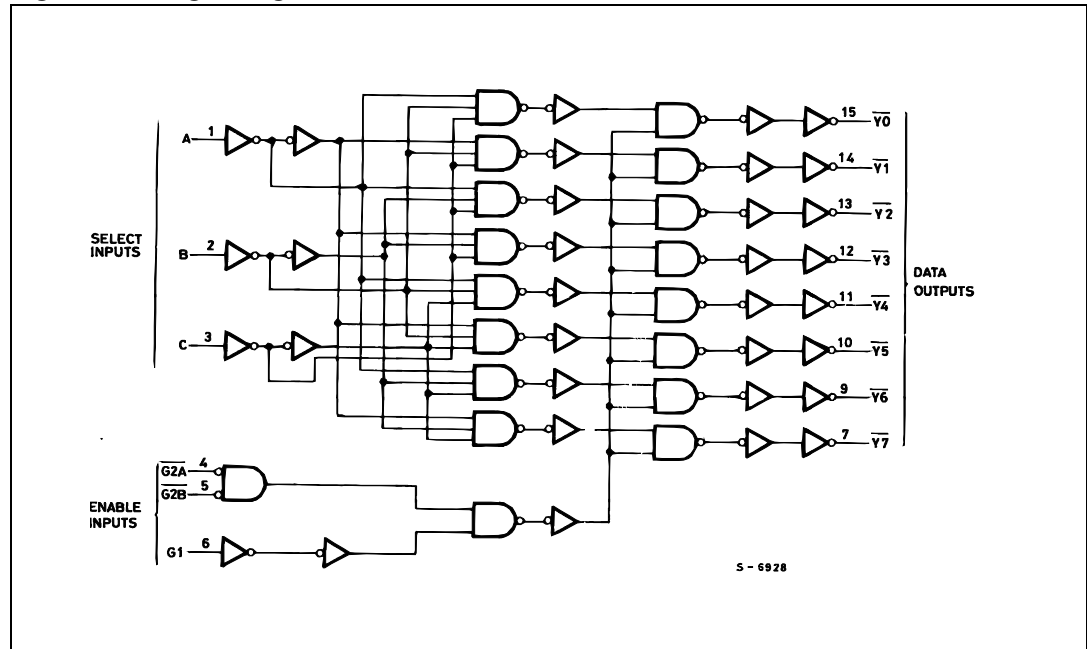 A 1
B 2
C 3
SELECT
INPUTS
G2A 4
G2B 5
G1 6
ENABLE
INPUTS
15 Y0
14 Y1
13 Y2
12 Y3
11 Y4
10 Y5
9 Y6
7 Y7
DATA
OUTPUTS
S - 6928